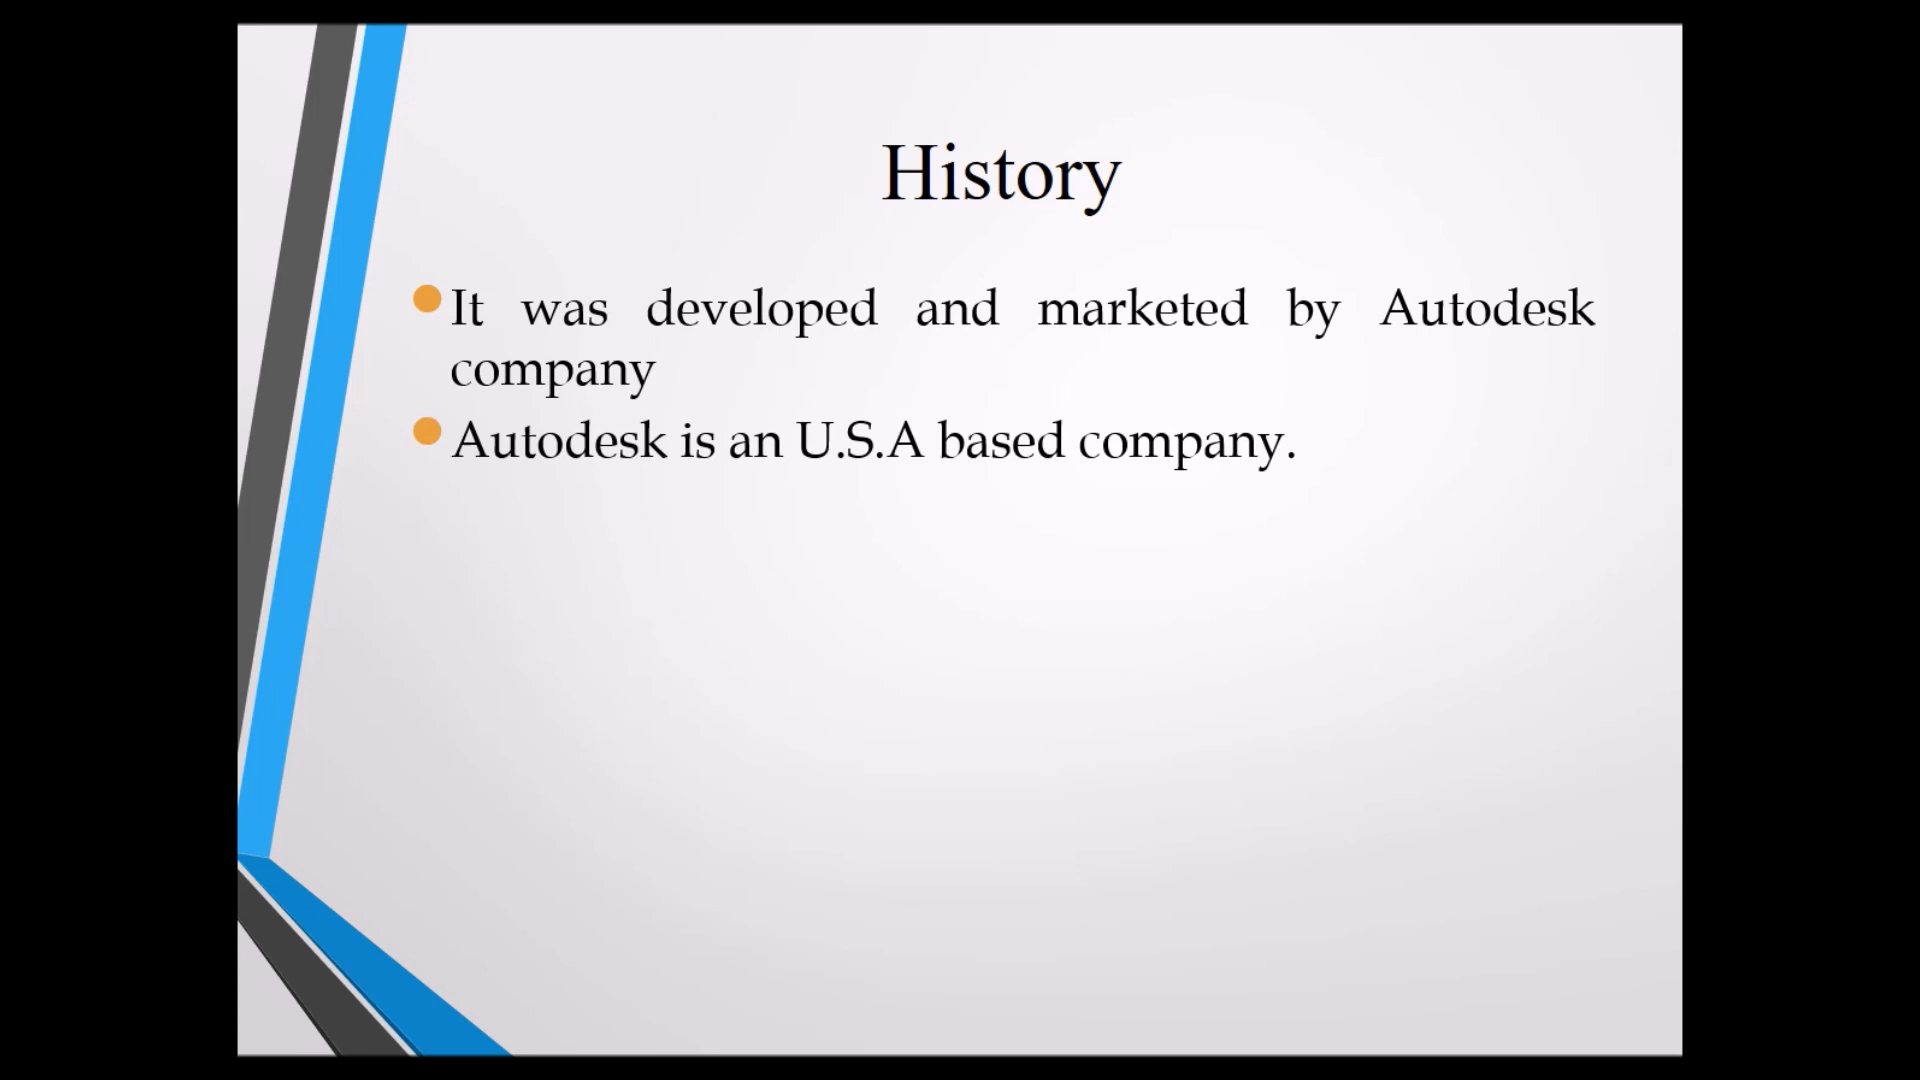 History
It was developed and marketed by Autodesk
company
Autodesk is an U.S.A based company.